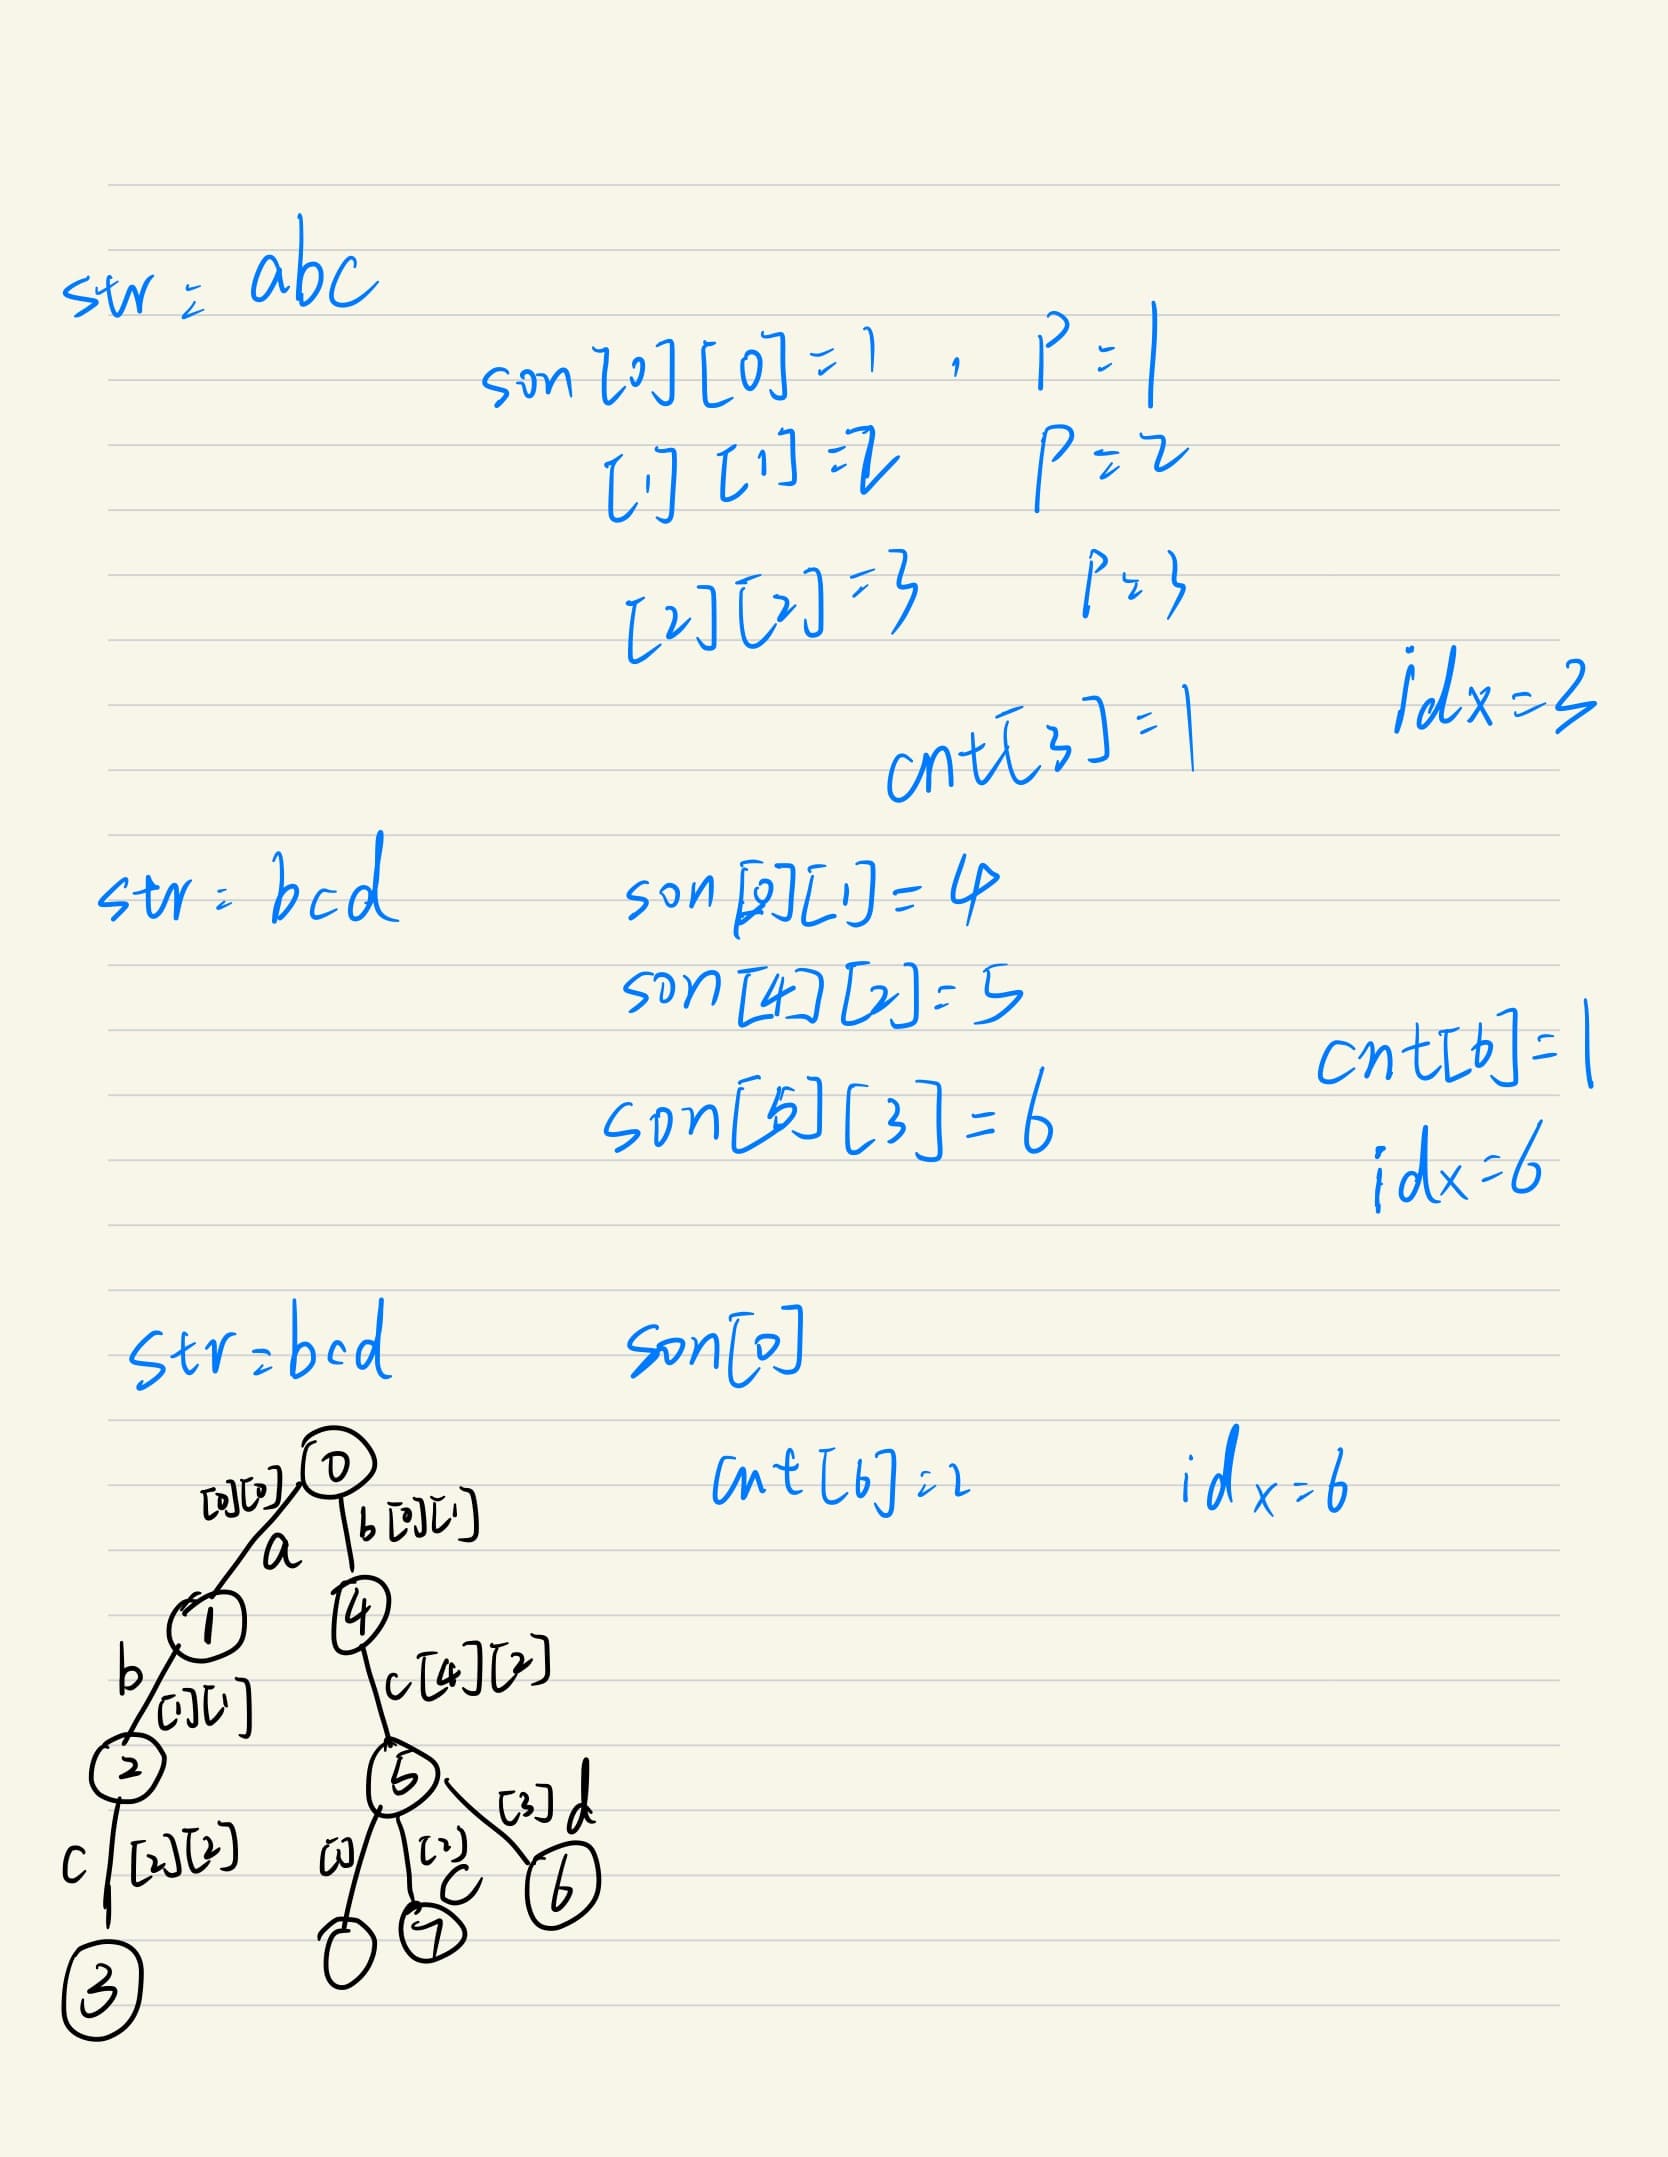 str = abc
son[0][0]=1 , P=1
[1][1]=2 P=2
[2][2]=3 P=3
idx=3
cnt[3]=1
str=bcd son[0][1]=4
son[4][2]=5
cnt[6]=1
son[5][3]=6
idx=6
str=bcd son[0]
cnt[6]=2 idx=6
0
[0][0] b[0][1]
a
1 4
b c[4][2]
[1][1]
2 5
[3] d
c [2][2] [2]
c 6
7
3